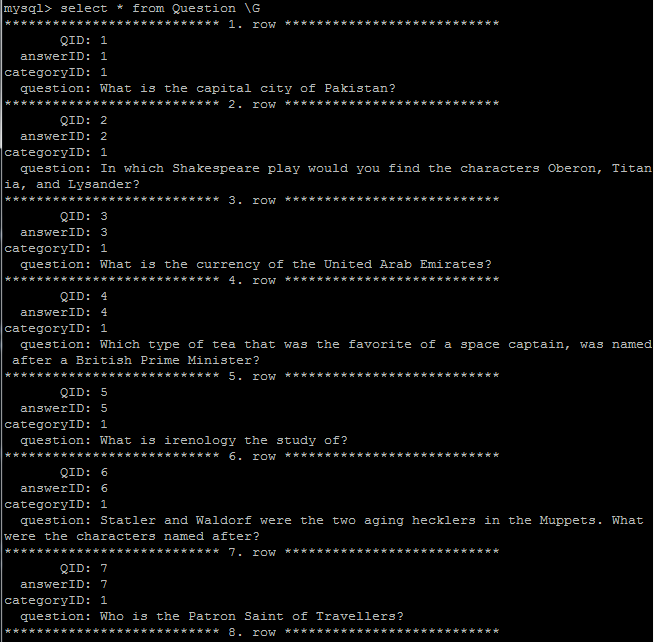 mysql> select * from Question \G
*************************** 1. row ***************************
       QID: 1
  answerID: 1
categoryID: 1
  question: What is the capital city of Pakistan?
*************************** 2. row ***************************
       QID: 2
  answerID: 2
categoryID: 1
  question: In which Shakespeare play would you find the characters Oberon, Titan
ia, and Lysander?
*************************** 3. row ***************************
       QID: 3
  answerID: 3
categoryID: 1
  question: What is the currency of the United Arab Emirates?
*************************** 4. row ***************************
       QID: 4
  answerID: 4
categoryID: 1
  question: Which type of tea that was the favorite of a space captain, was named
 after a British Prime Minister?
*************************** 5. row ***************************
       QID: 5
  answerID: 5
categoryID: 1
  question: What is irenology the study of?
*************************** 6. row ***************************
       QID: 6
  answerID: 6
categoryID: 1
  question: Statler and Waldorf were the two aging hecklers in the Muppets. What
were the characters named after?
*************************** 7. row ***************************
       QID: 7
  answerID: 7
categoryID: 1
  question: Who is the Patron Saint of Travellers?
*************************** 8. row ***************************